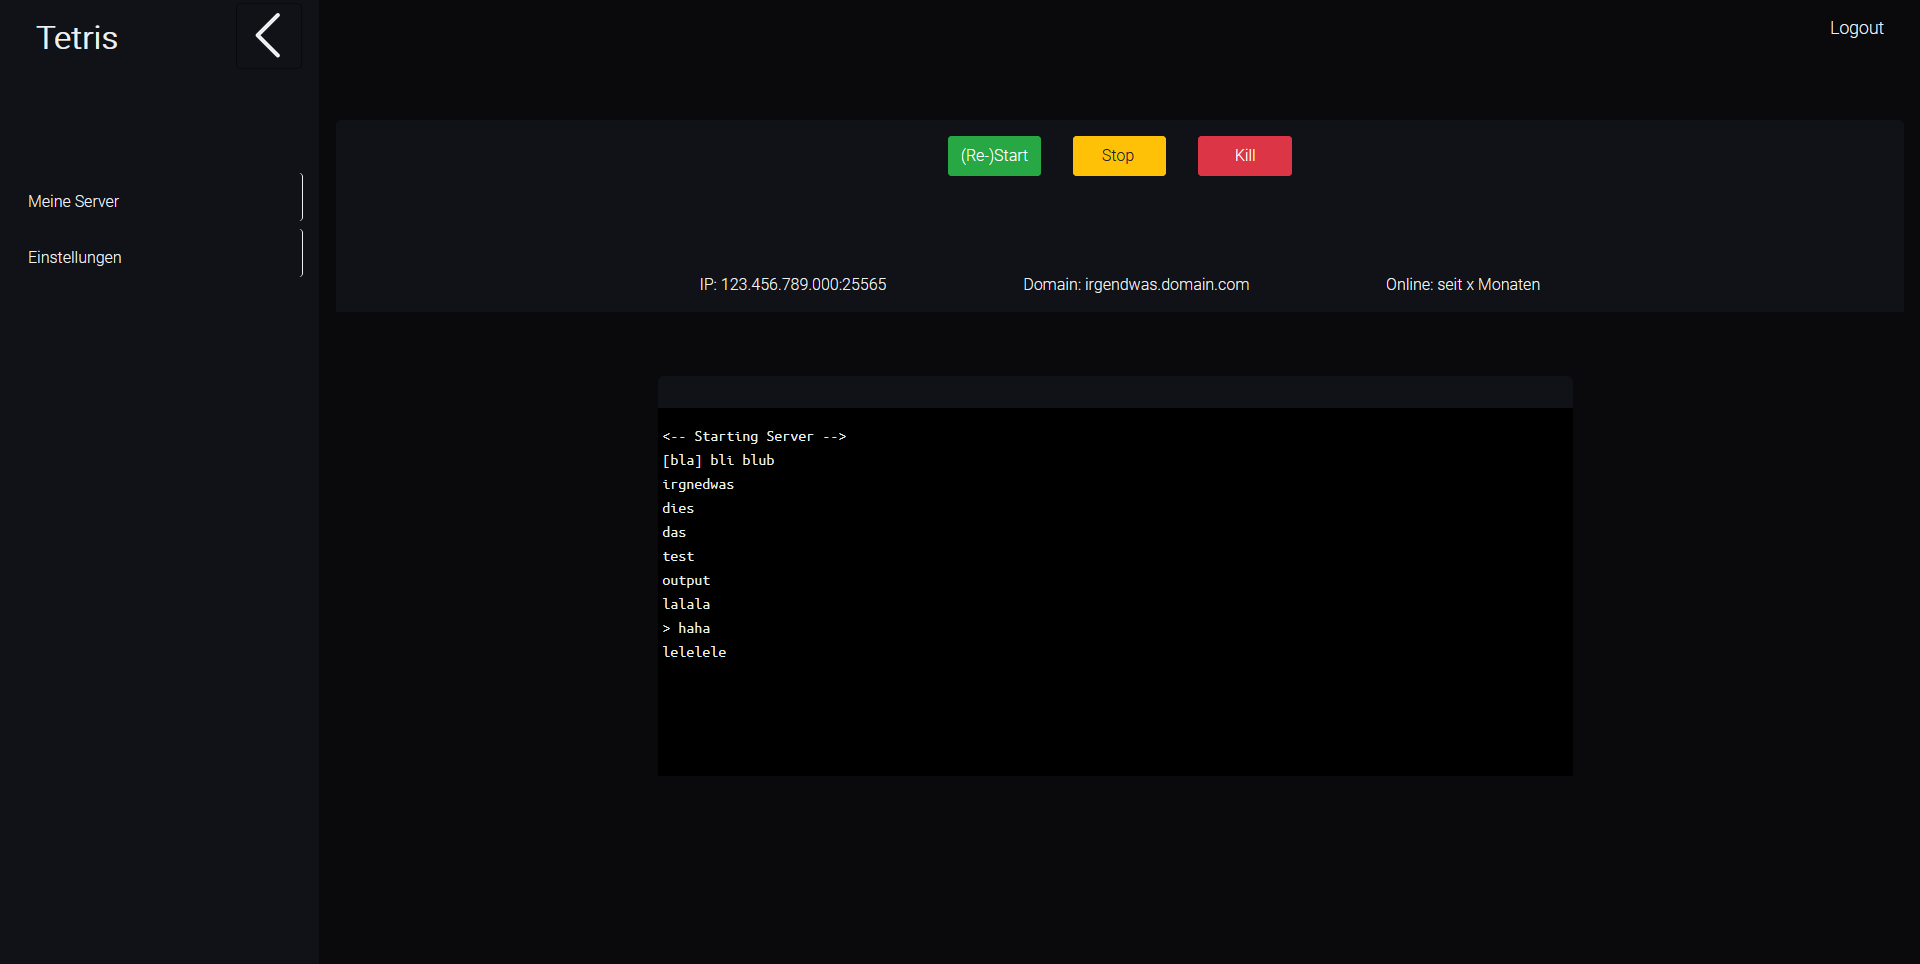 Tetris
Logout
Meine Server
Einstellungen
(Re-)Start
Stop
Kill
IP: 123.456.789.000:25565
Domain: irgendwas.domain.com
Online: seit x Monaten
<-- Starting Server -->
[bla] bli blub
irgnedwas
dies
das
test
output
lalala
> haha
lelelele